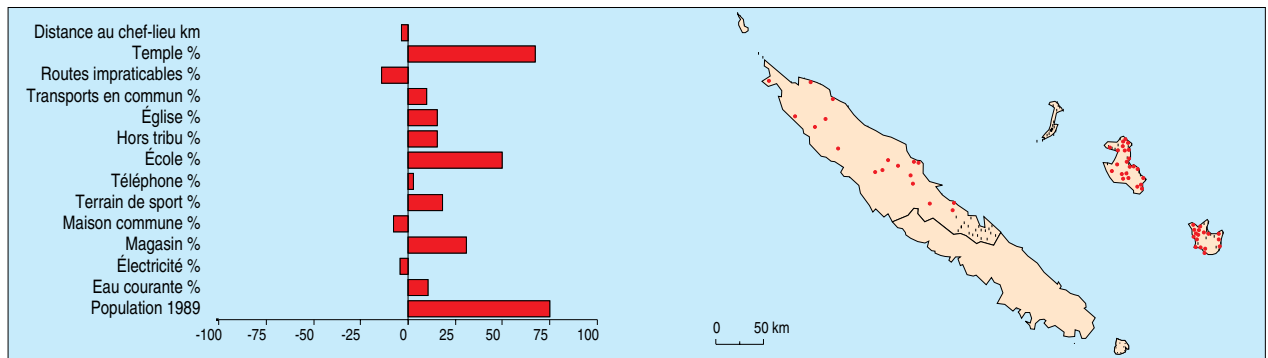 Distance au chef-lieu km
Temple %
Routes impraticables %
Transports en commun %
Église %
Hors tribu %
École %
Téléphone %
Terrain de sport %
Maison commune %
Magasin %
Électricité %
Eau courante %
Population 1989
-100 -75 -50 -25 0 25 50 75 100
0 50 km